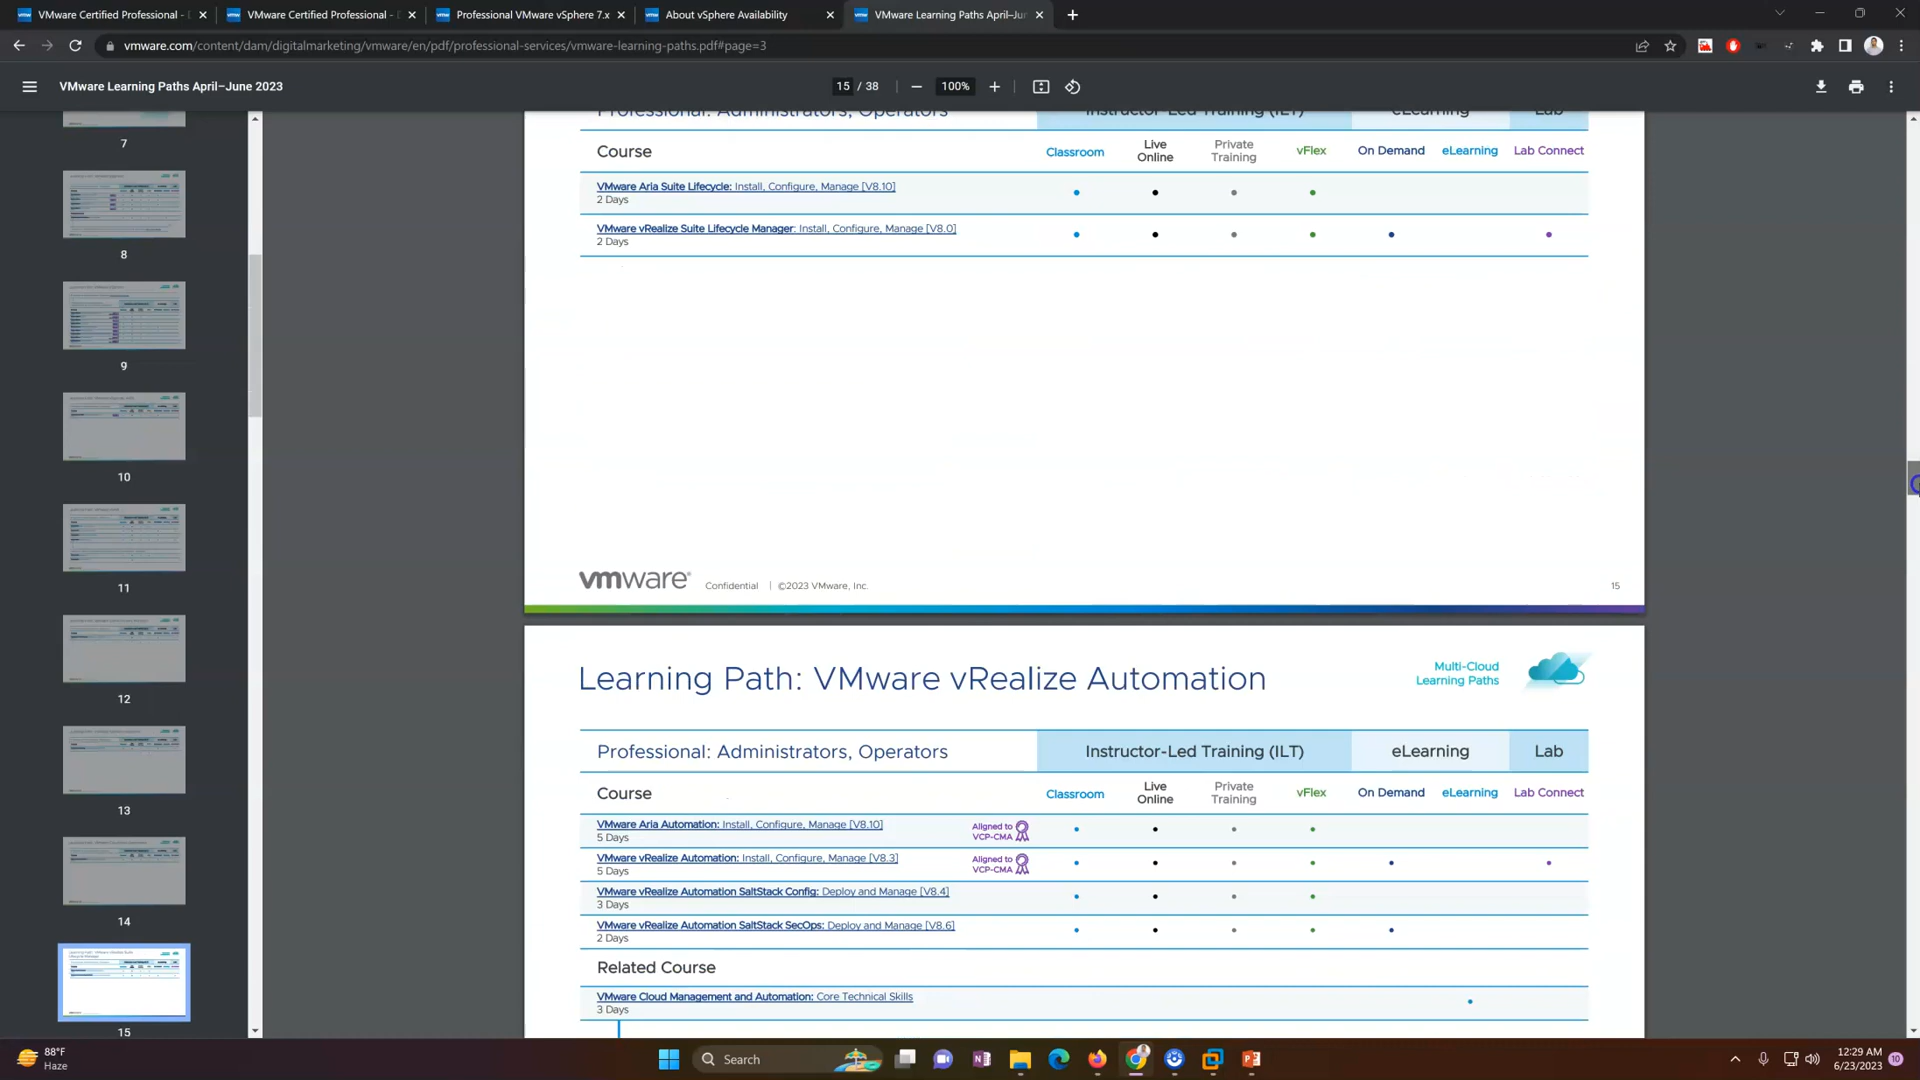 VMware Certified Professional -
VMware Certified Professional -
Professional VMware vSphere 7.x
About vSphere Availability
VMware Learning Paths April–Jun
vmware.com/content/dam/digitalmarketing/vmware/en/pdf/professional-services/vmware-learning-paths.pdf#page=3
VMware Learning Paths April–June 2023
15 / 38
100%
7
8
9
10
11
12
13
14
15
Professional: Administrators, Operators
Instructor-Led Training (ILT)
eLearning
Lab
Course
Classroom
Live Online
Private Training
vFlex
On Demand
eLearning
Lab Connect
VMware Aria Suite Lifecycle: Install, Configure, Manage [V8.10]
2 Days
VMware vRealize Suite Lifecycle Manager: Install, Configure, Manage [V8.0]
2 Days
vmware®
Confidential | ©2023 VMware, Inc.
15
Learning Path: VMware vRealize Automation
Multi-Cloud
Learning Paths
Professional: Administrators, Operators
Instructor-Led Training (ILT)
eLearning
Lab
Course
Classroom
Live Online
Private Training
vFlex
On Demand
eLearning
Lab Connect
VMware Aria Automation: Install, Configure, Manage [V8.10]
5 Days
Aligned to
VCP-CMA
VMware vRealize Automation: Install, Configure, Manage [V8.3]
5 Days
Aligned to
VCP-CMA
VMware vRealize Automation SaltStack Config: Deploy and Manage [V8.4]
3 Days
VMware vRealize Automation SaltStack SecOps: Deploy and Manage [V8.6]
2 Days
Related Course
VMware Cloud Management and Automation: Core Technical Skills
3 Days
88°F
Haze
Search
12:29 AM
6/23/2023
10